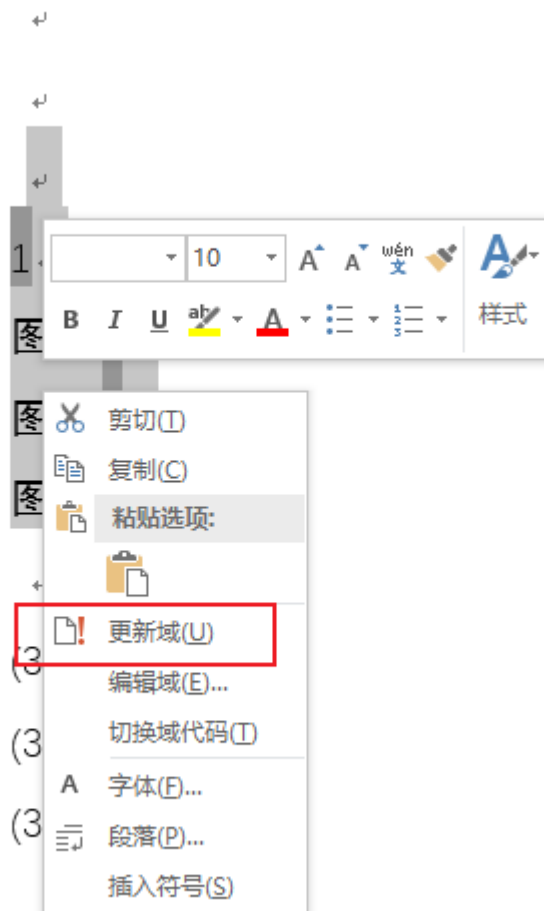 1
10
wén
文
样式
B I U ab A
图
图
图
剪切(T)
复制(C)
粘贴选项:
更新域(U)
编辑域(E)...
切换域代码(T)
(3
(3
(3
A 字体(F)...
段落(P)...
插入符号(S)